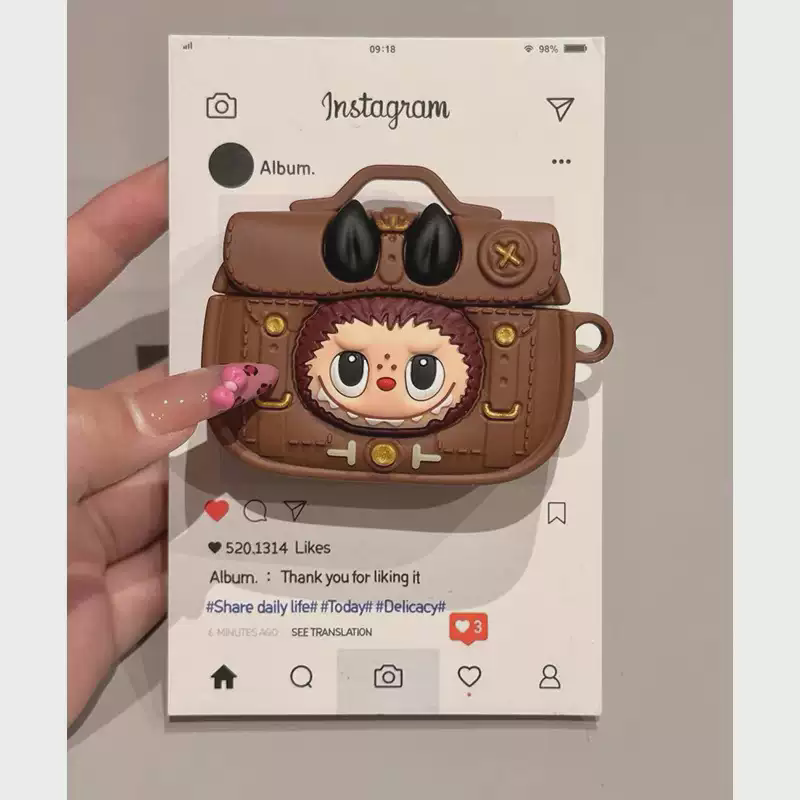 09:18 98%
Instagram
Album.
520,1314 Likes
Album. : Thank you for liking it
#Share daily life# #Today# #Delicacy#
6 MINUTES AGO SEE TRANSLATION
3